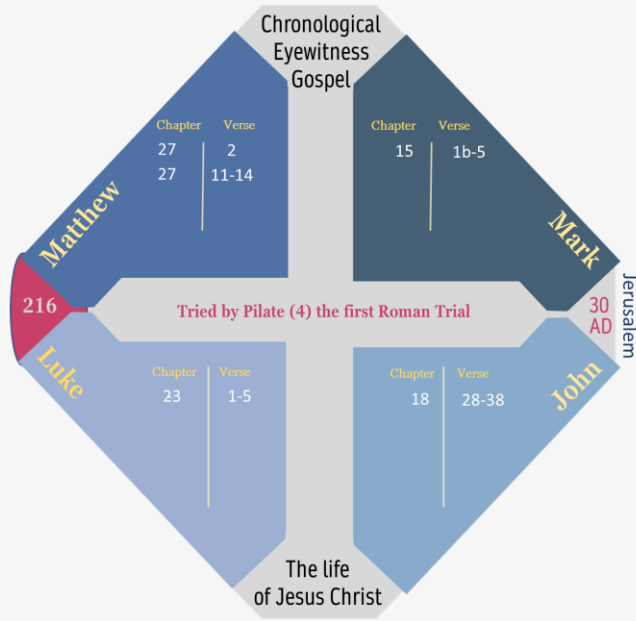 Chronological
Eyewitness
Gospel
Chapter Verse
27 2
27 11-14
Matthew
Chapter Verse
15 1b-5
Mark
216
Tried by Pilate (4) the first Roman Trial
30
AD
Jerusalem
Luke
Chapter Verse
23 1-5
Chapter Verse
18 28-38
John
The life
of Jesus Christ